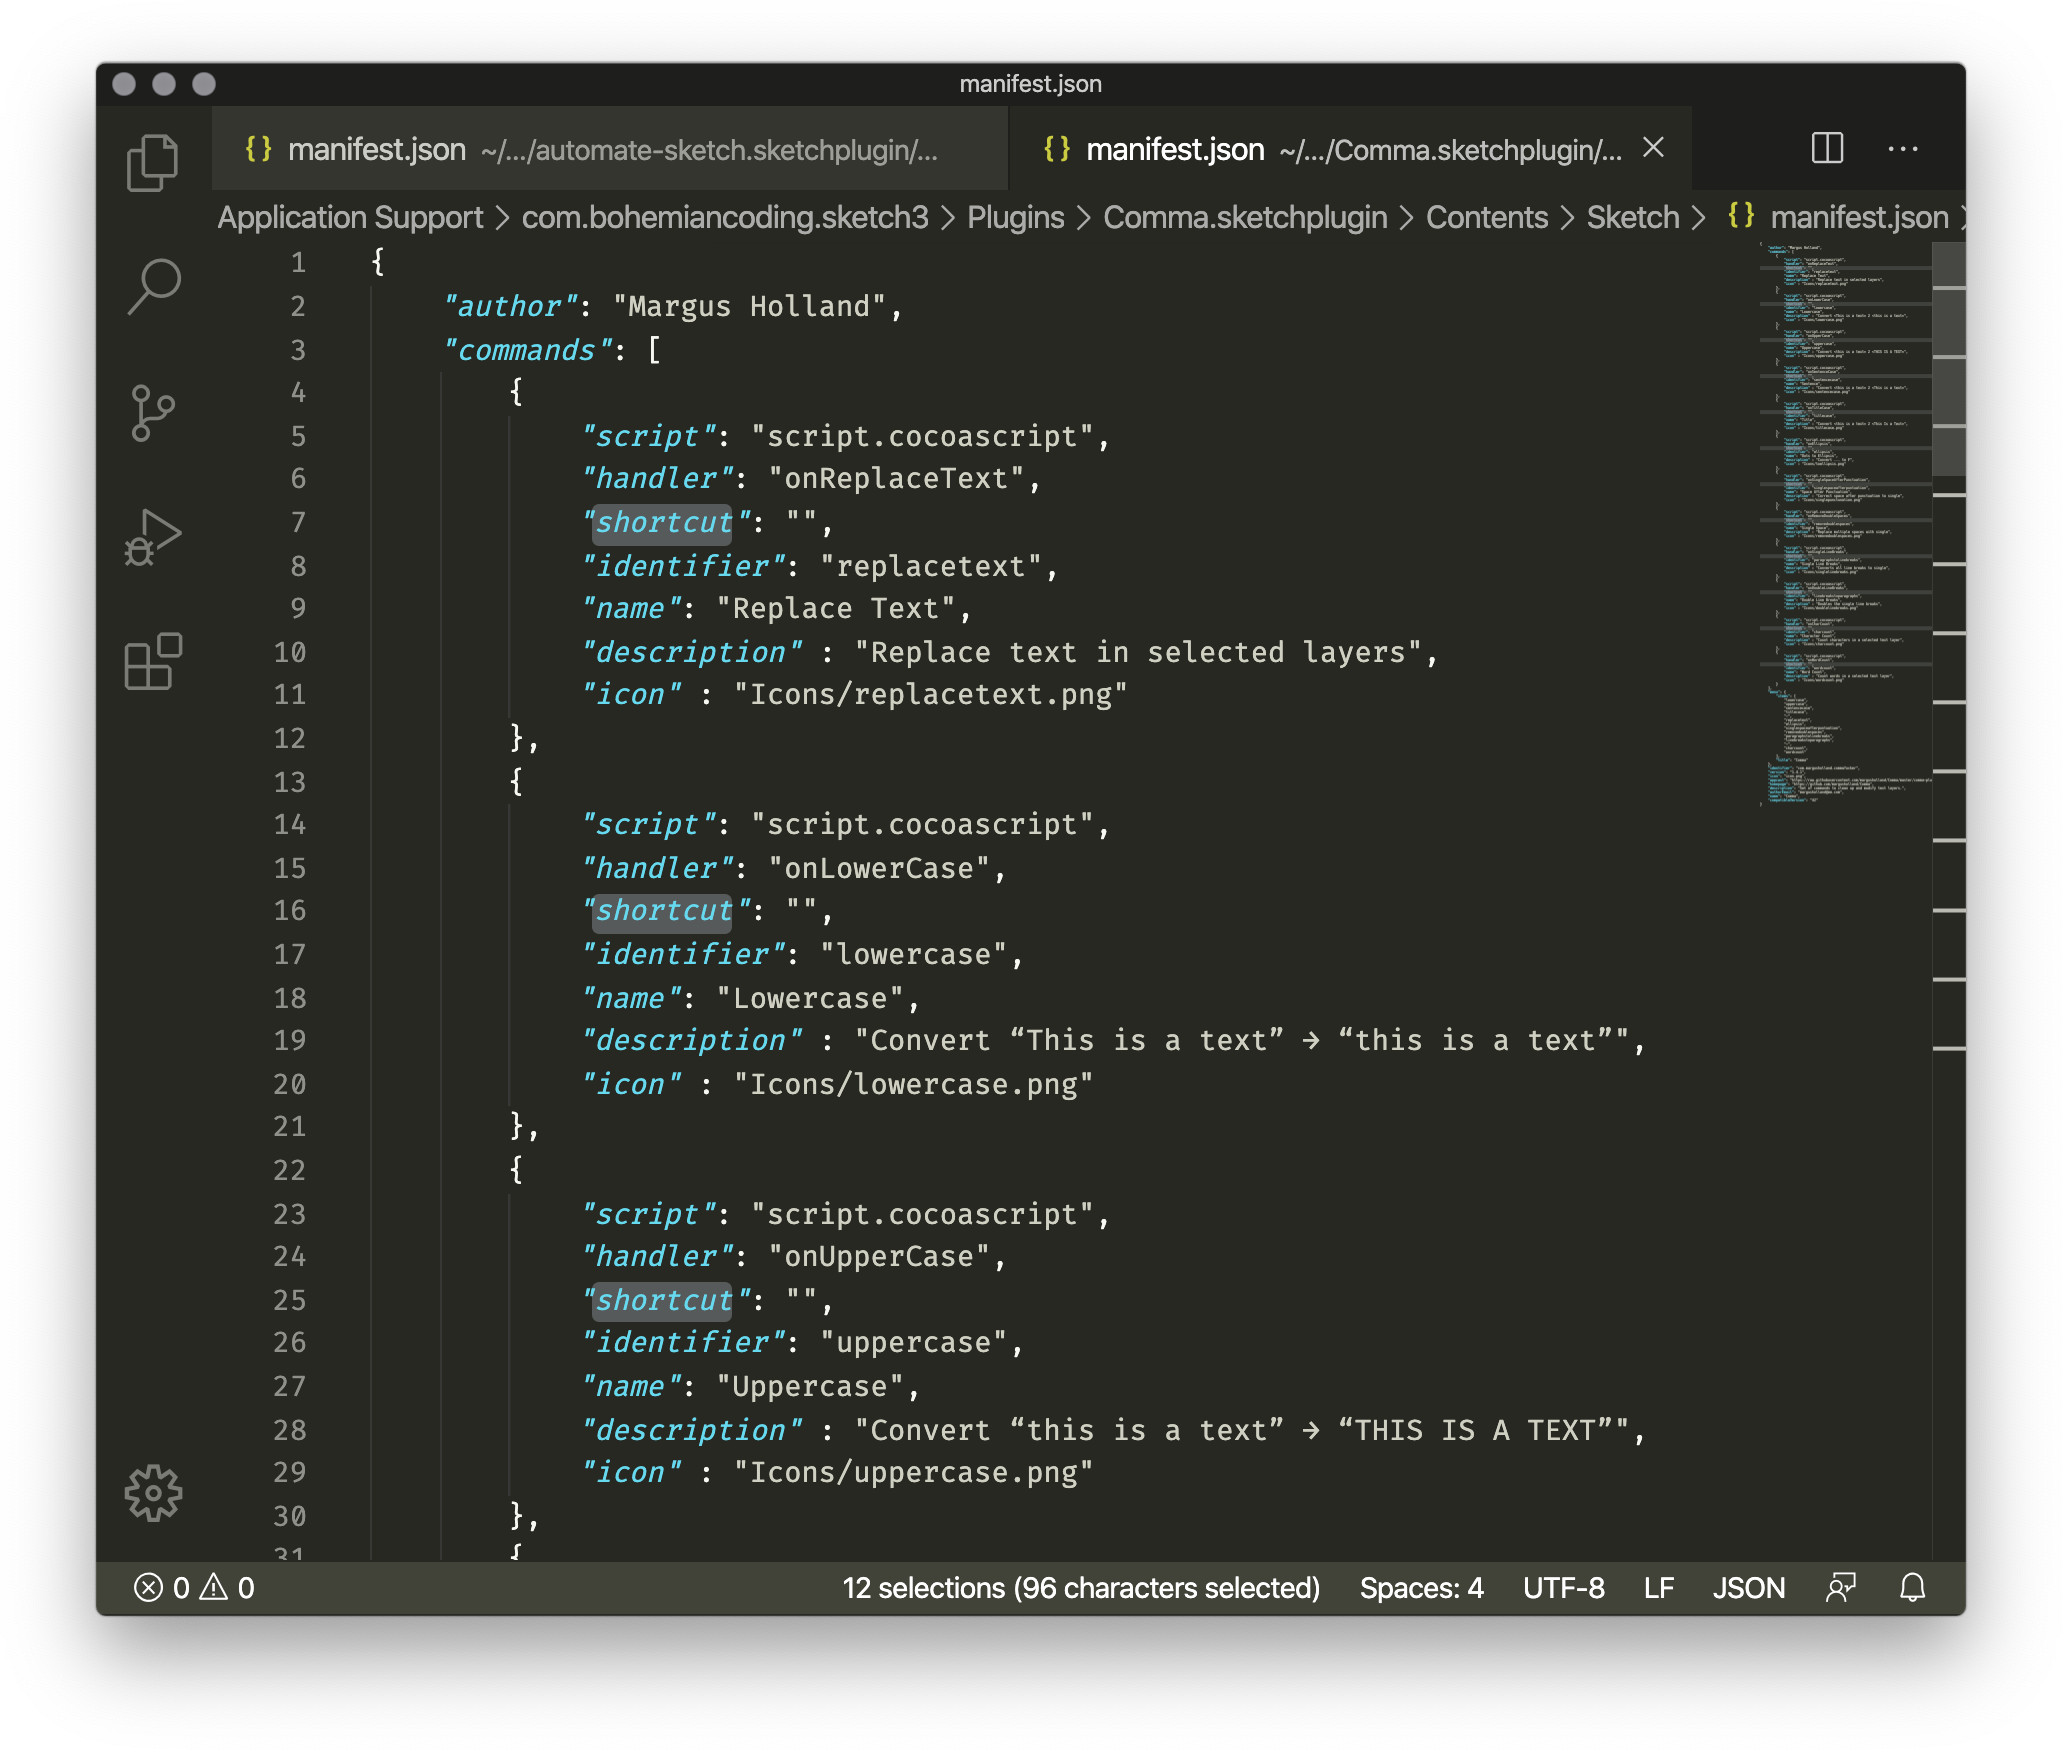 manifest.json
manifest.json ~/.../automate-sketch.sketchplugin/...
manifest.json ~/.../Comma.sketchplugin/...
Application Support > com.bohemiancoding.sketch3 > Plugins > Comma.sketchplugin > Contents > Sketch > {} manifest.json
1 {
2 "author": "Margus Holland",
3 "commands": [
4 {
5 "script": "script.cocoascript",
6 "handler": "onReplaceText",
7 "shortcut": "",
8 "identifier": "replacetext",
9 "name": "Replace Text",
10 "description" : "Replace text in selected layers",
11 "icon" : "Icons/replacetext.png"
12 },
13 {
14 "script": "script.cocoascript",
15 "handler": "onLowerCase",
16 "shortcut": "",
17 "identifier": "lowercase",
18 "name": "Lowercase",
19 "description" : "Convert “This is a text” → “this is a text”",
20 "icon" : "Icons/lowercase.png"
21 },
22 {
23 "script": "script.cocoascript",
24 "handler": "onUpperCase",
25 "shortcut": "",
26 "identifier": "uppercase",
27 "name": "Uppercase",
28 "description" : "Convert “this is a text” → “THIS IS A TEXT”",
29 "icon" : "Icons/uppercase.png"
30 },
31 {
0 0 12 selections (96 characters selected) Spaces: 4 UTF-8 LF JSON